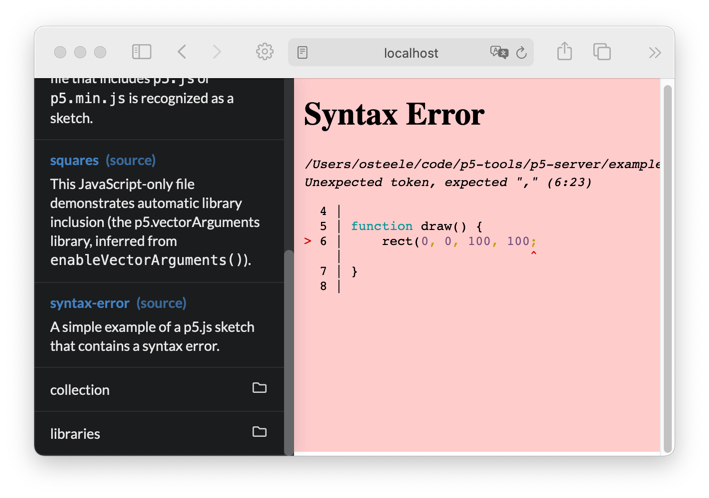 localhost
file that includes p5.js or
p5.min.js is recognized as a
sketch.
squares (source)
This JavaScript-only file
demonstrates automatic library
inclusion (the p5.vectorArguments
library, inferred from
enableVectorArguments()).
syntax-error (source)
A simple example of a p5.js sketch
that contains a syntax error.
collection
libraries
Syntax Error
/Users/osteele/code/p5-tools/p5-server/example
Unexpected token, expected "," (6:23)
4 |
5 | function draw() {
> 6 |     rect(0, 0, 100, 100;
| ^
7 | }
8 |